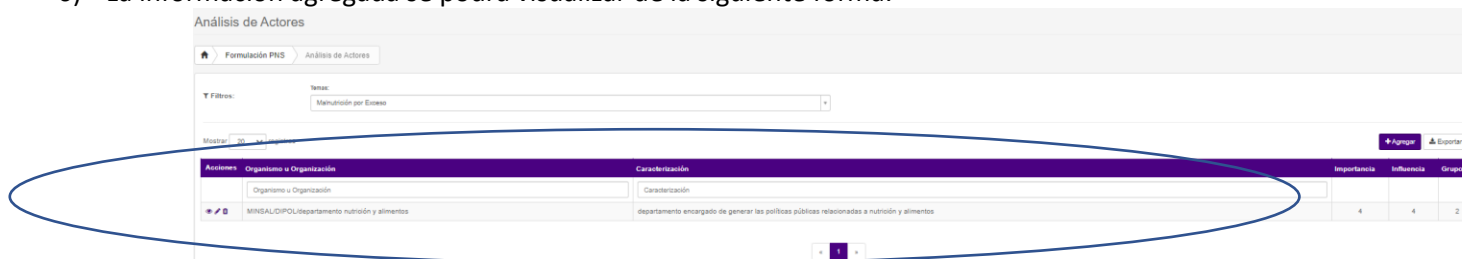 La información agregada se podrá visualizar de la siguiente forma:
Análisis de Actores
Formulación PNS Análisis de Actores
Filtros: Temas:
Malnutrición por Exceso
Mostrar 20 registros
+Agregar Exportar
Acciones Organismo u Organización Caracterización Importancia Influencia Grupo
Organismo u Organización Caracterización
MINSAL/DIPOL/departamento nutrición y alimentos departamento encargado de generar las políticas públicas relacionadas a nutrición y alimentos 4 4 2
« 1 »